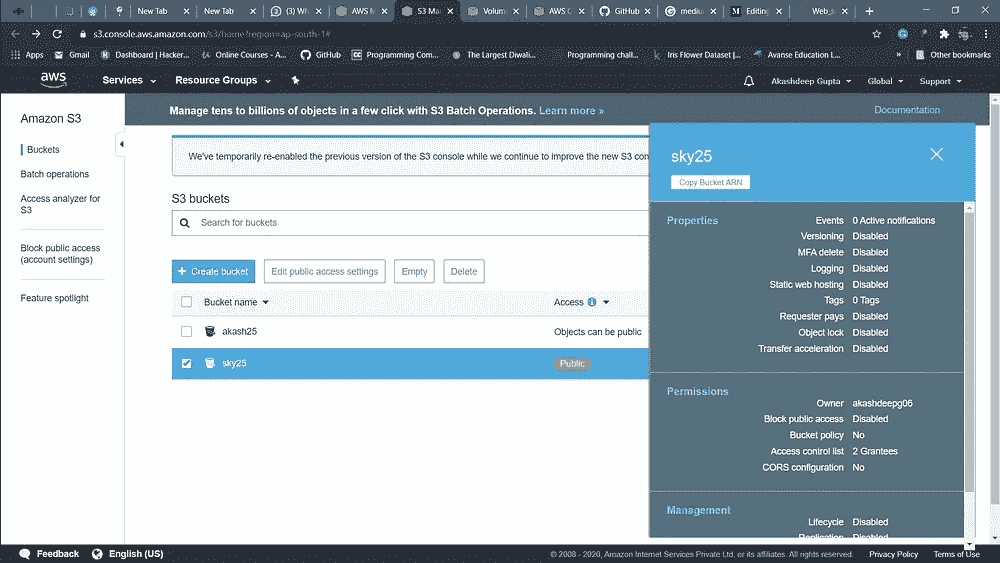 New Tab
New Tab
(3) Wh
AWS M
S3 Ma
Volum
AWS C
GitHub
medium
Editing
Web_s
s3.console.aws.amazon.com/s3/home?region=ap-south-1#
Apps Gmail Dashboard | Hacker... Online Courses - A... GitHub Programming Com... The Largest Diwali... Programming chall... Iris Flower Dataset |... Avanse Education L... » Other bookmarks
aws Services Resource Groups Akashdeep Gupta Global Support
Amazon S3
Buckets
Batch operations
Access analyzer for
S3
Block public access
(account settings)
Feature spotlight
Manage tens to billions of objects in a few click with S3 Batch Operations. Learn more »
Documentation
We've temporarily re-enabled the previous version of the S3 console while we continue to improve the new S3 con
S3 buckets
Search for buckets
+ Create bucket Edit public access settings Empty Delete
Bucket name Access
akash25 Objects can be public
sky25 Public
sky25
Copy Bucket ARN
Properties
Events 0 Active notifications
Versioning Disabled
MFA delete Disabled
Logging Disabled
Static web hosting Disabled
Tags 0 Tags
Requester pays Disabled
Object lock Disabled
Transfer acceleration Disabled
Permissions
Owner akashdeepg06
Block public access Disabled
Bucket policy No
Access control list 2 Grantees
CORS configuration No
Management
Lifecycle Disabled
Replication Disabled
Feedback English (US) © 2008 - 2020, Amazon Internet Services Private Ltd. or its affiliates. All rights reserved. Privacy Policy Terms of Use